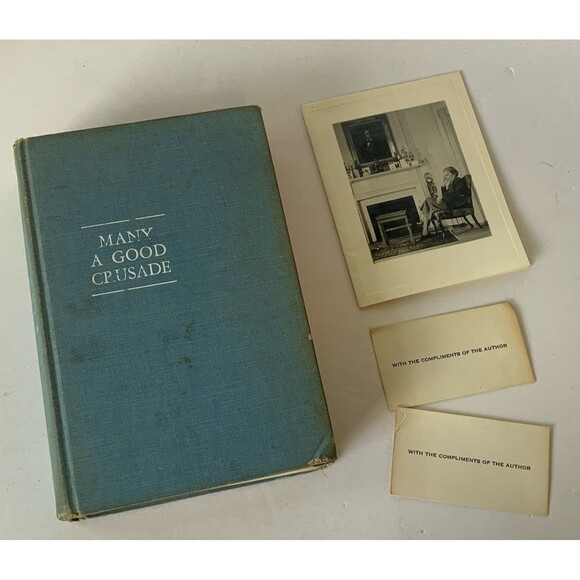 MANY
A GOOD
CRUSADE
WITH THE COMPLIMENTS OF THE AUTHOR
WITH THE COMPLIMENTS OF THE AUTHOR